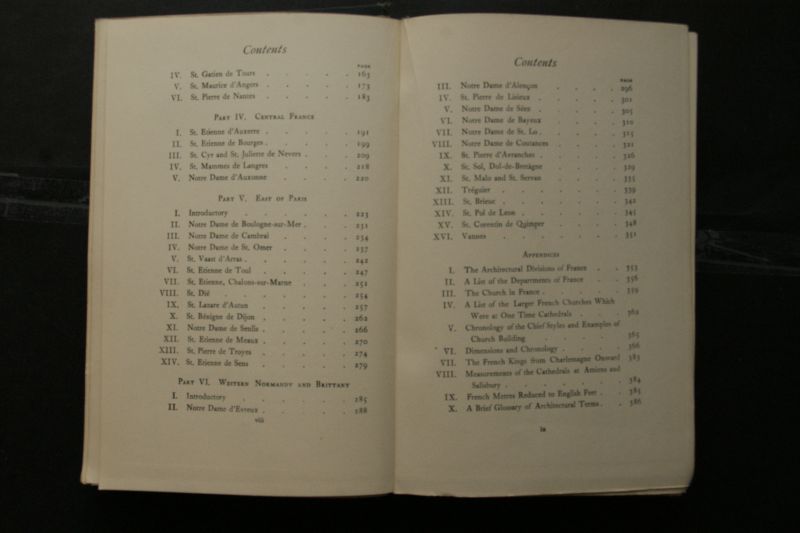 Contents
PAGE
IV. St. Gatien de Tours . . . . . 163
V. St. Maurice d'Angers . . . . . 173
VI. St. Pierre de Nantes . . . . . 183
PART IV. CENTRAL FRANCE
I. St. Etienne d'Auxerre . . . . . 191
II. St. Etienne de Bourges . . . . . 199
III. St. Cyr and St. Juliette de Nevers . . . 209
IV. St. Mammes de Langres . . . . 218
V. Notre Dame d'Auxonne . . . . 220
PART V. EAST OF PARIS
I. Introductory . . . . . . 223
II. Notre Dame de Boulogne-sur-Mer . . . 231
III. Notre Dame de Cambrai . . . . 234
IV. Notre Dame de St. Omer . . . . 237
V. St. Vaast d'Arras . . . . . . 242
VI. St. Etienne de Toul . . . . . 247
VII. St. Etienne, Chalons-sur-Marne . . . 251
VIII. St. Dié . . . . . . . 254
IX. St. Lazare d'Autun . . . . . 257
X. St. Bénigne de Dijon . . . . . 262
XI. Notre Dame de Senlis . . . . . 266
XII. St. Etienne de Meaux . . . . . 270
XIII. St. Pierre de Troyes . . . . . 274
XIV. St. Etienne de Sens . . . . . 279
PART VI. WESTERN NORMANDY AND BRITTANY
I. Introductory . . . . . . 285
II. Notre Dame d'Evreux . . . . . 288
viii
Contents
PAGE
III. Notre Dame d'Alençon . . . . 296
IV. St. Pierre de Lisieux . . . . . 301
V. Notre Dame de Séez . . . . . 305
VI. Notre Dame de Bayeux . . . . 310
VII. Notre Dame de St. Lo . . . . . 315
VIII. Notre Dame de Coutances . . . . 321
IX. St. Pierre d'Avranches . . . . . 326
X. St. Sol, Dol-de-Bretagne . . . . 329
XI. St. Malo and St. Servan . . . . 335
XII. Tréguier . . . . . . . 339
XIII. St. Brieuc . . . . . . 342
XIV. St. Pol de Leon . . . . . 345
XV. St. Corentin de Quimper . . . . 348
XVI. Vannes . . . . . . . 351
APPENDICES
I. The Architectural Divisions of France . . 353
II. A List of the Departments of France . . 356
III. The Church in France . . . . . 359
IV. A List of the Larger French Churches Which
Were at One Time Cathedrals . . . . 362
V. Chronology of the Chief Styles and Examples of
Church Building . . . . . 365
VI. Dimensions and Chronology . . . . 366
VII. The French Kings from Charlemagne Onward 383
VIII. Measurements of the Cathedrals at Amiens and
Salisbury . . . . . . . 384
IX. French Metres Reduced to English Feet . . 385
X. A Brief Glossary of Architectural Terms . . 386
ix